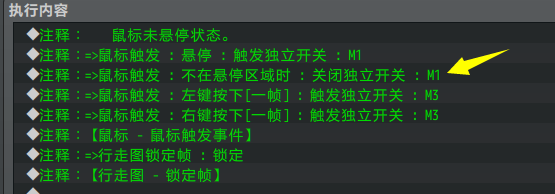 执行内容
◆注释：　　鼠标未悬停状态。
◆注释：=>鼠标触发 : 悬停 : 触发独立开关 : M1
◆注释：=>鼠标触发 : 不在悬停区域时 : 关闭独立开关 : M1
◆注释：=>鼠标触发 : 左键按下[一帧] : 触发独立开关 : M3
◆注释：=>鼠标触发 : 右键按下[一帧] : 触发独立开关 : M3
◆注释：【鼠标 - 鼠标触发事件】
◆注释：=>行走图锁定帧 : 锁定
◆注释：【行走图 - 锁定帧】